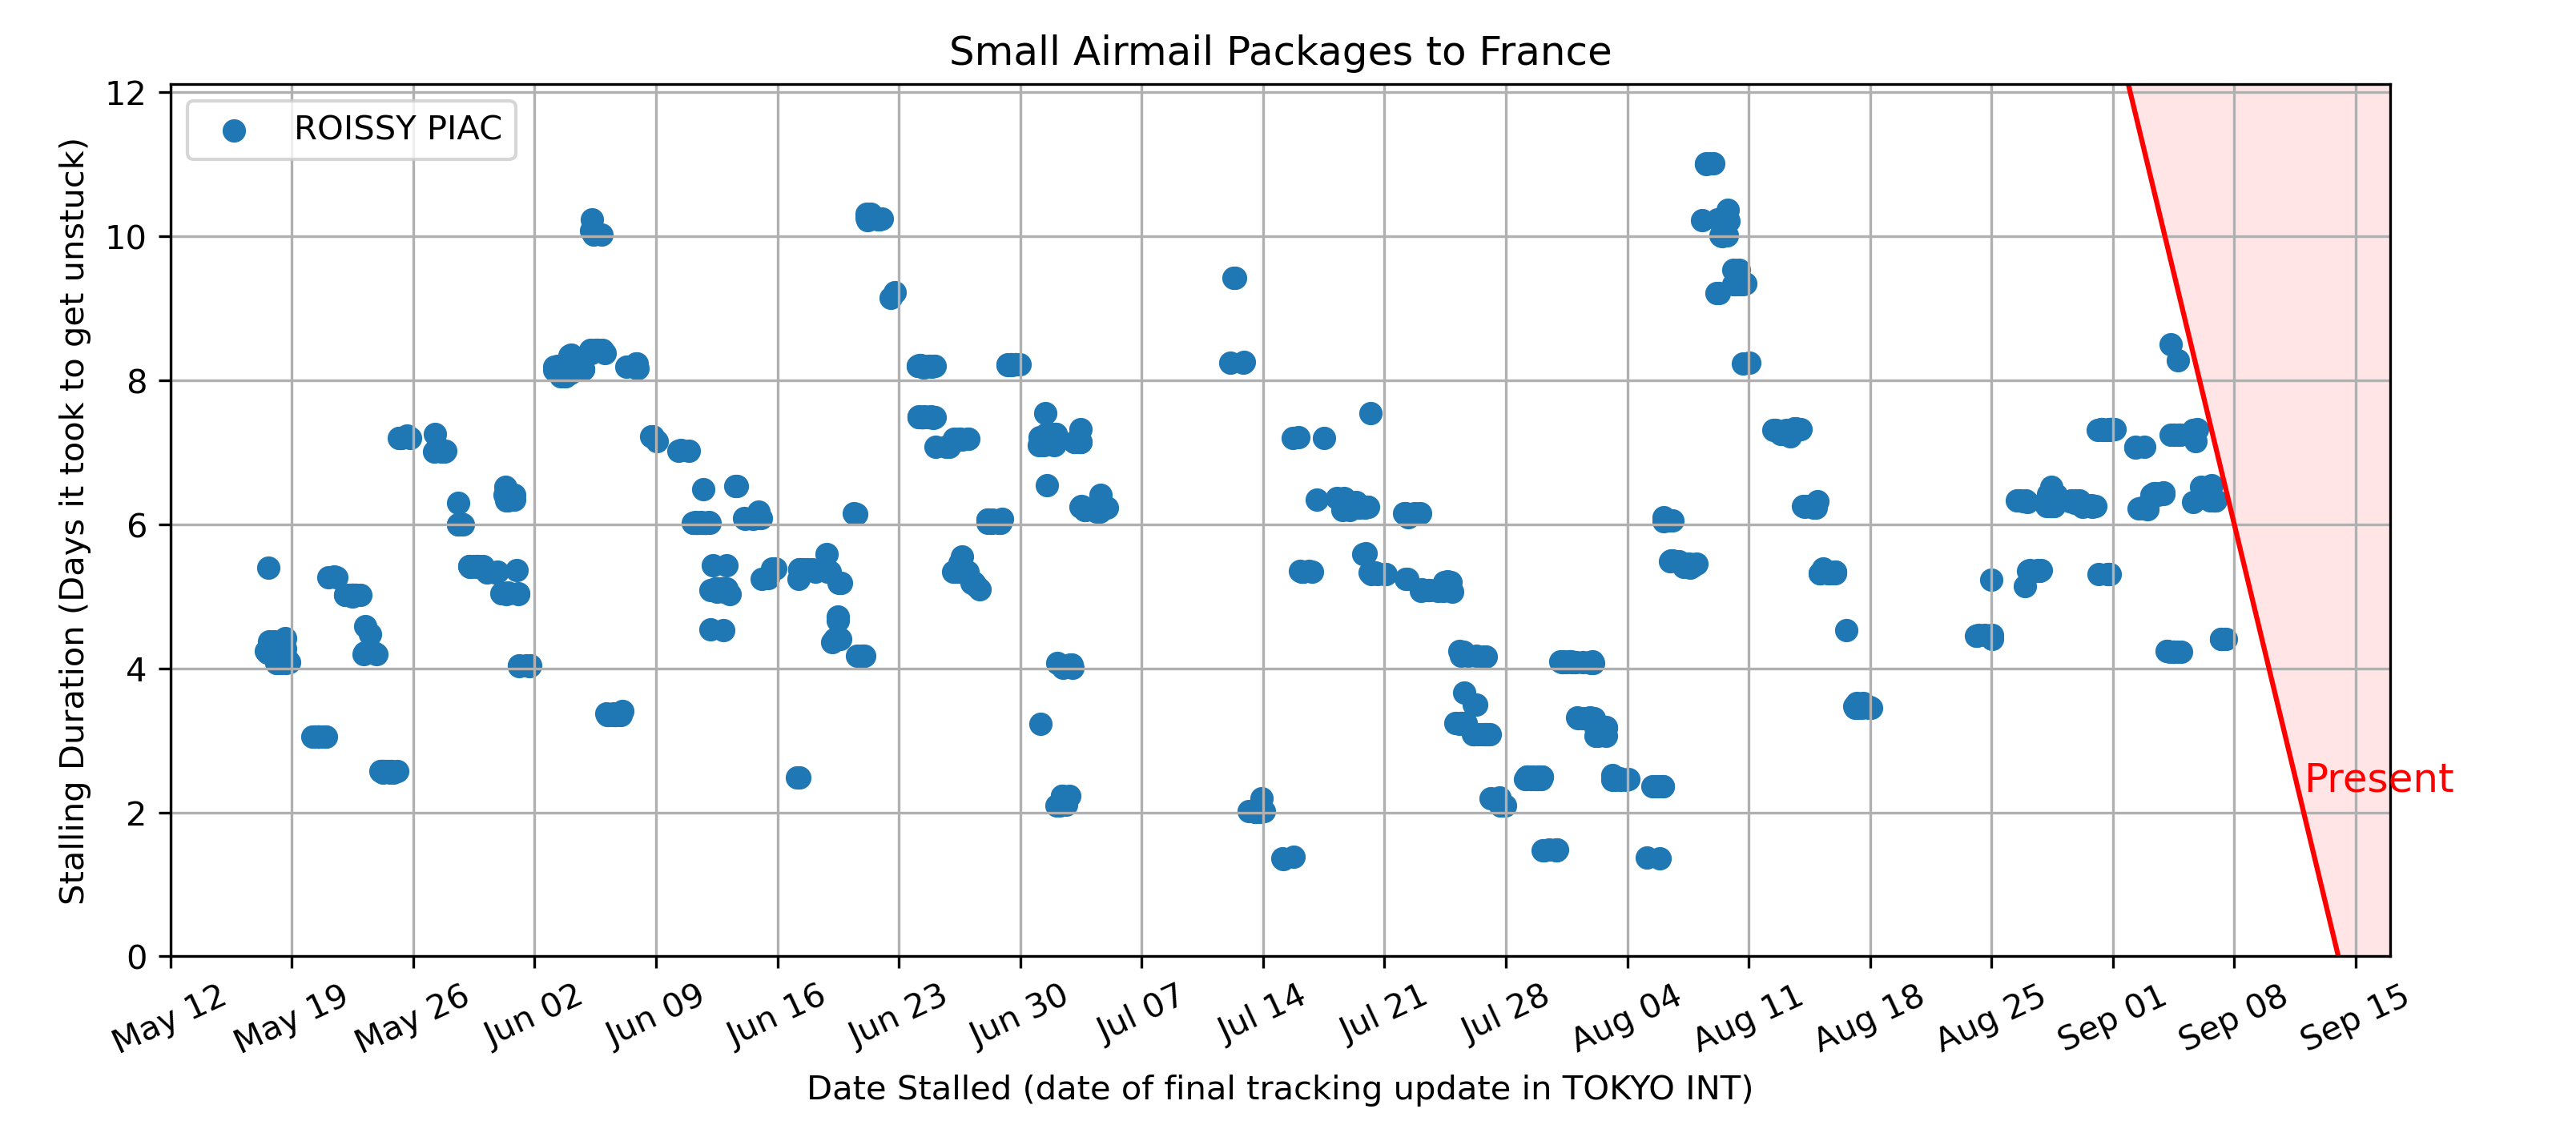 Small Airmail Packages to France
ROISSY PIAC
Stalling Duration (Days it took to get unstuck)
12
10
8
6
4
2
0
Present
May 12
May 19
May 26
Jun 02
Jun 09
Jun 16
Jun 23
Jun 30
Jul 07
Jul 14
Jul 21
Jul 28
Aug 04
Aug 11
Aug 18
Aug 25
Sep 01
Sep 08
Sep 15
Date Stalled (date of final tracking update in TOKYO INT)